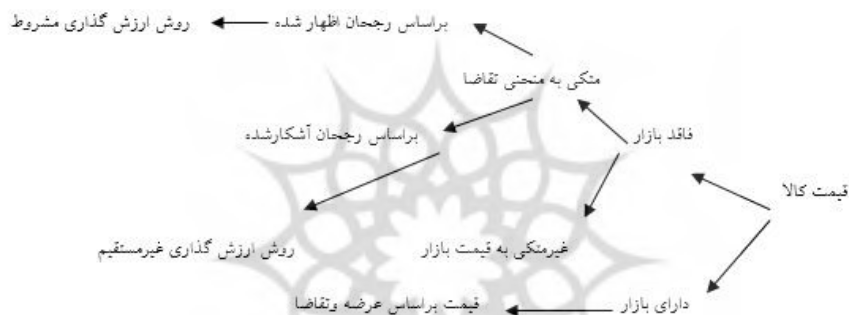 براساس رجحان اظهار شده
روش ارزش گذاری مشروط
متکی به منحنی تقاضا
فاقد بازار
براساس رجحان آشکارشده
قیمت کالا
غیرمتکی به قیمت بازار
روش ارزش گذاری غیرمستقیم
دارای بازار
قیمت براساس عرضه وتقاضا